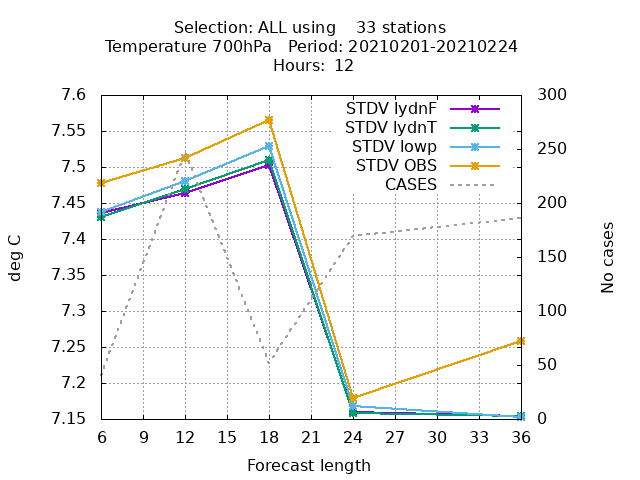 Selection: ALL using    33 stations
Temperature 700hPa   Period: 20210201-20210224
Hours: 12
STDV lydnF
STDV lydnT
STDV lowp
STDV OBS
CASES
7.6
7.55
7.5
7.45
7.4
7.35
7.3
7.25
7.2
7.15
deg C
300
250
200
150
100
50
0
No cases
6 9 12 15 18 21 24 27 30 33 36
Forecast length